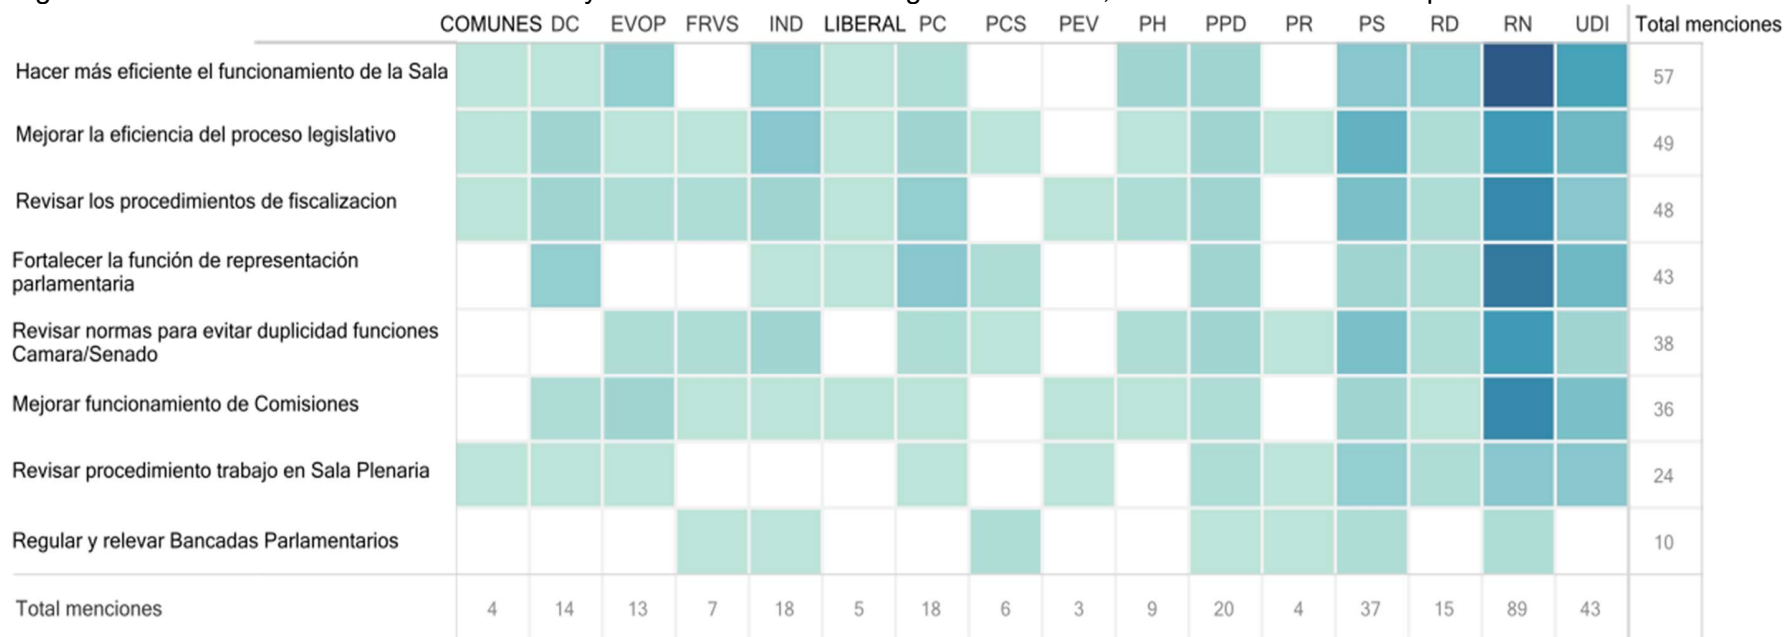 COMUNES DC EVOP FRVS IND LIBERAL PC PCS PEV PH PPD PR PS RD RN UDI Total menciones
Hacer más eficiente el funcionamiento de la Sala 57
Mejorar la eficiencia del proceso legislativo 49
Revisar los procedimientos de fiscalizacion 48
Fortalecer la función de representación
parlamentaria 43
Revisar normas para evitar duplicidad funciones
Camara/Senado 38
Mejorar funcionamiento de Comisiones 36
Revisar procedimiento trabajo en Sala Plenaria 24
Regular y relevar Bancadas Parlamentarios 10
Total menciones 4 14 13 7 18 5 18 6 3 9 20 4 37 15 89 43